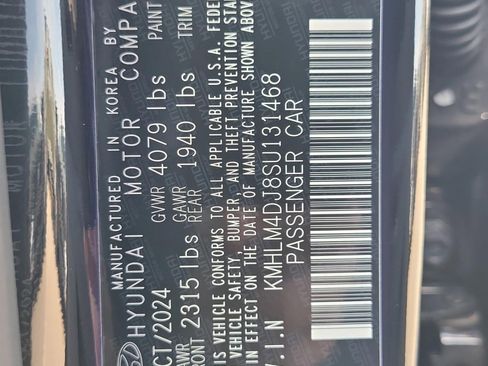 MANUFACTURED IN KOREA BY
HYUNDAI MOTOR COMPA
CT/2024 GVWR 4079 lbs PAINT
AWR GAWR
RONT 2315 lbs REAR 1940 lbs TRIM
IS VEHICLE CONFORMS TO ALL APPLICABLE U.S.A. FEDE
VEHICLE SAFETY, BUMPER, AND THEFT PREVENTION STA
IN EFFECT ON THE DATE OF MANUFACTURE SHOWN ABOV
V.I.N KMHLM4DJ8SU131468
PASSENGER CAR